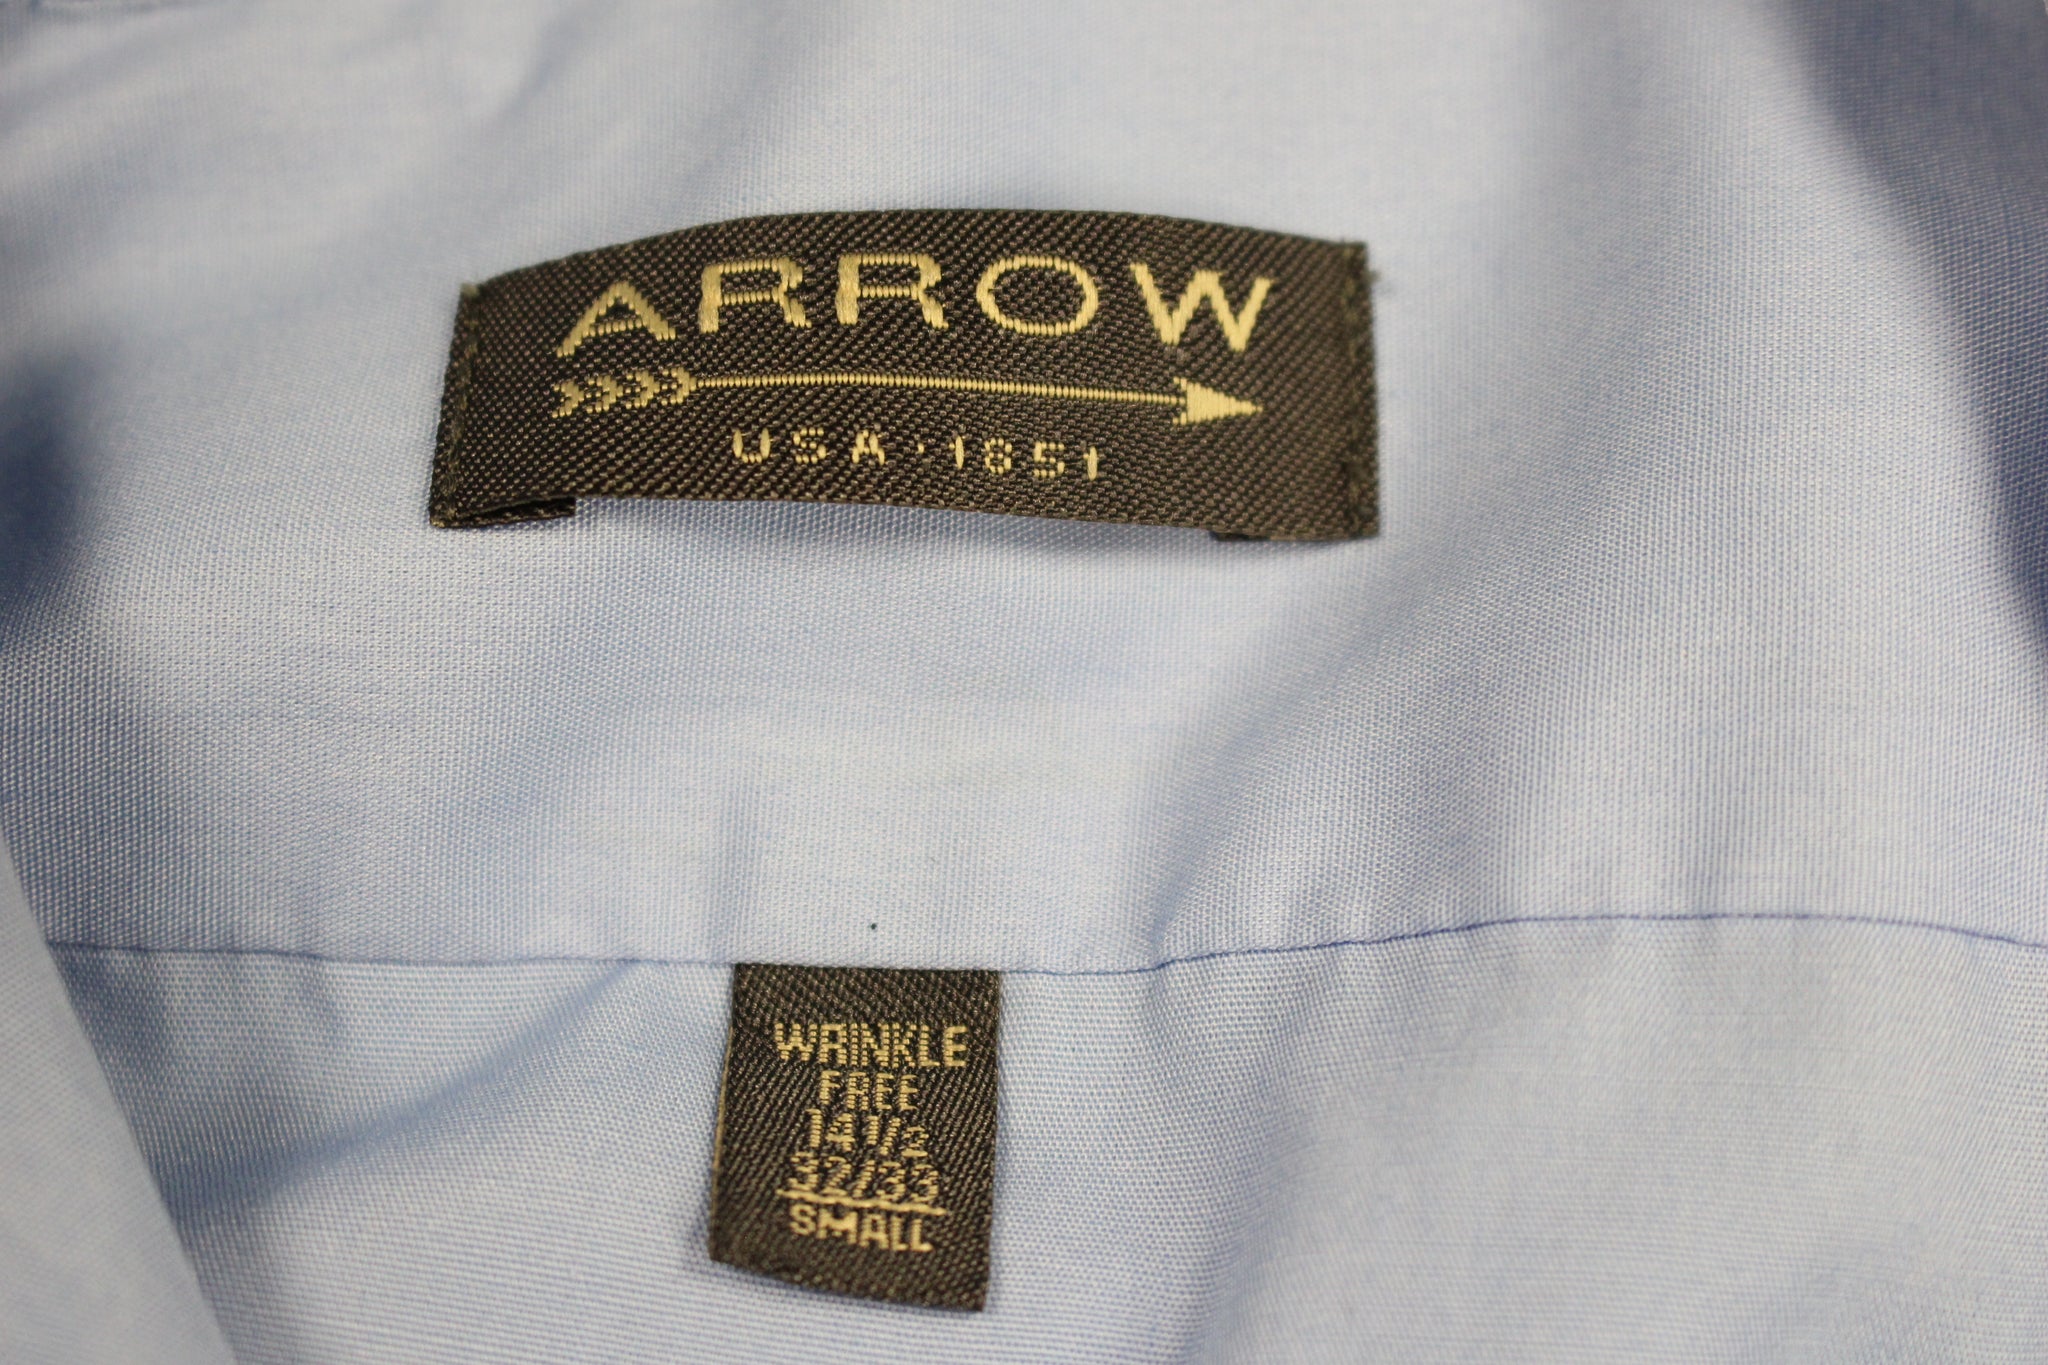 ARROW
USA · 1851
WRINKLE
FREE
14 1/2
32/33
SMALL